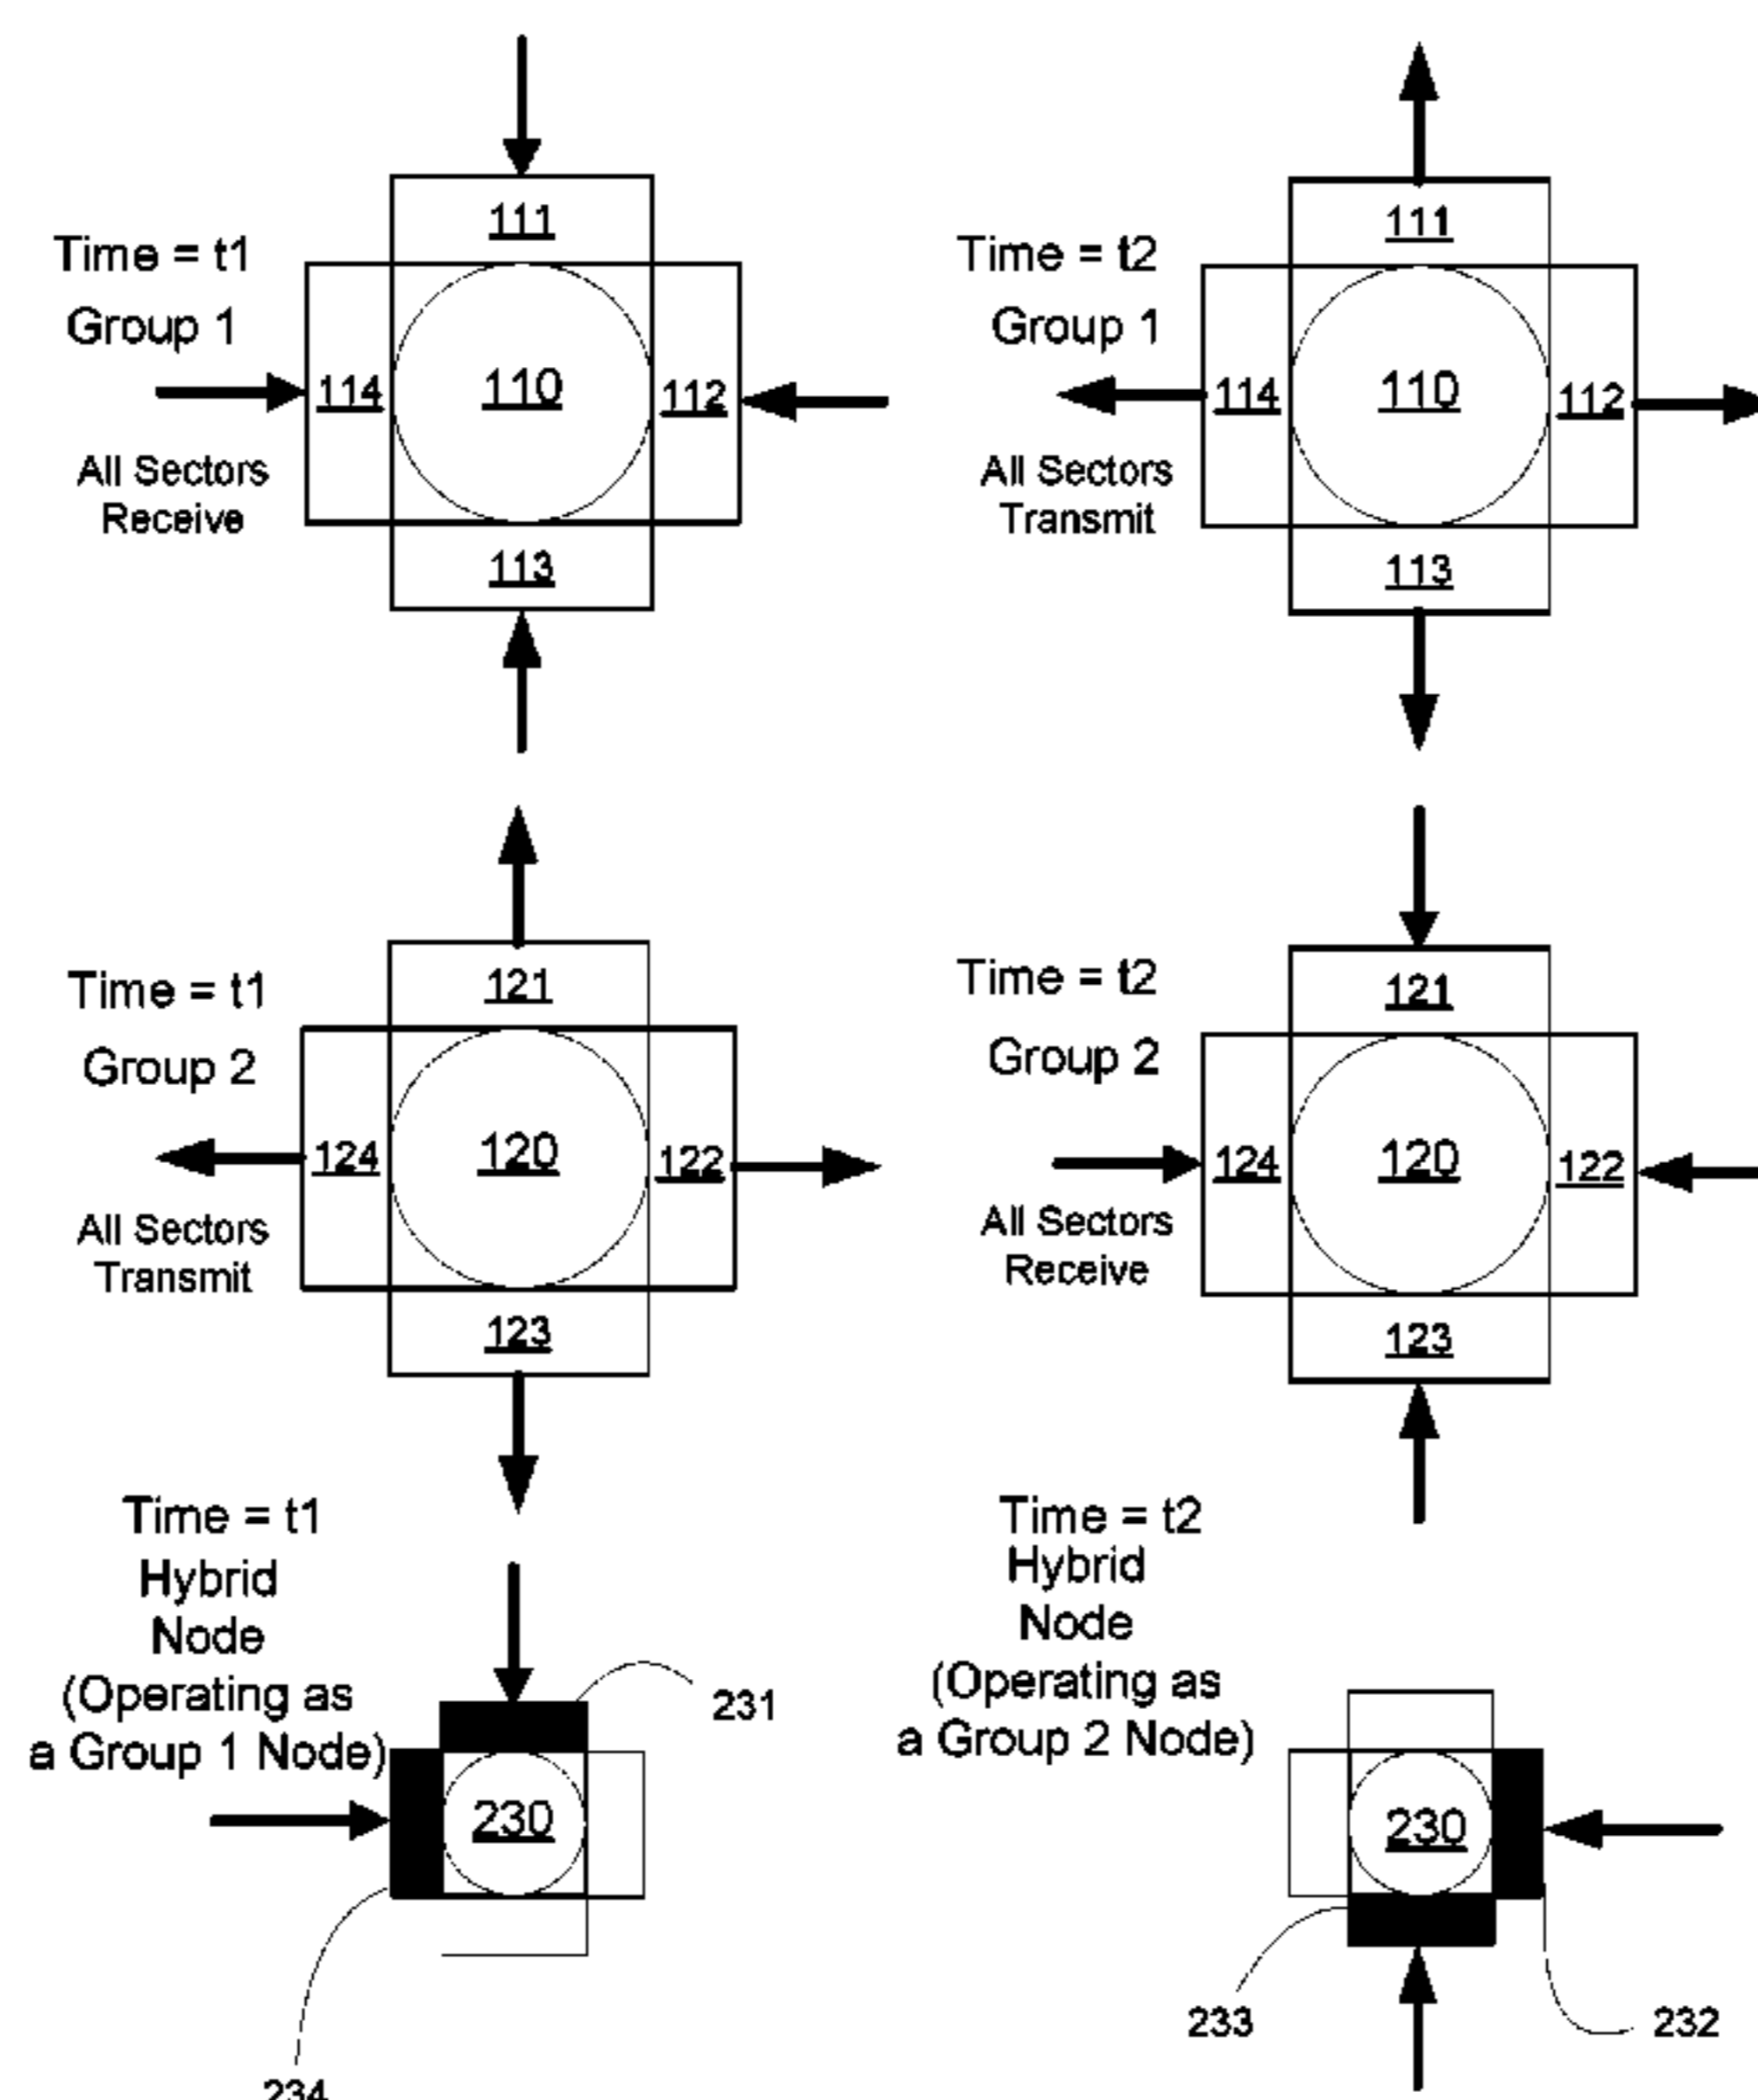 111
Time = t1
Group 1
114
110
112
All Sectors
Receive
113
111
Time = t2
Group 1
114
110
112
All Sectors
Transmit
113
121
Time = t1
Group 2
124
120
122
All Sectors
Transmit
123
121
Time = t2
Group 2
124
120
122
All Sectors
Receive
123
Time = t1
Hybrid
Node
(Operating as
a Group 1 Node)
231
230
234
Time = t2
Hybrid
Node
(Operating as
a Group 2 Node)
230
233
232